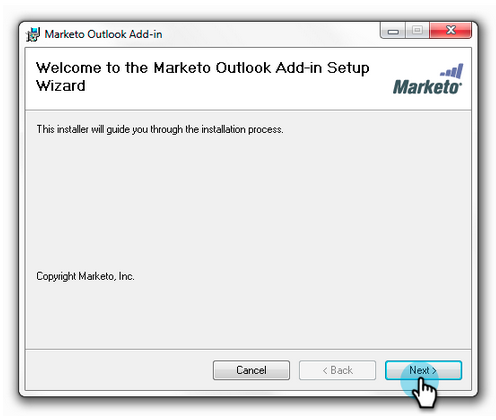 Marketo Outlook Add-in
Welcome to the Marketo Outlook Add-in Setup
Wizard
Marketo
This installer will guide you through the installation process.
Copyright Marketo, Inc.
Cancel
< Back
Next >